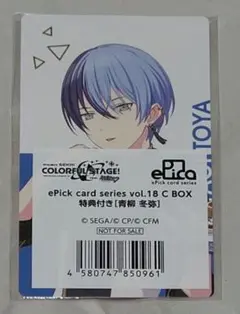 COLORFUL STAGE!
ePick
ePick card series
TOYA
ePick card series vol.18 C BOX
特典付き[青柳 冬弥]
© SEGA/© CP/© CFM
NOT FOR SALE
4 580747 850961